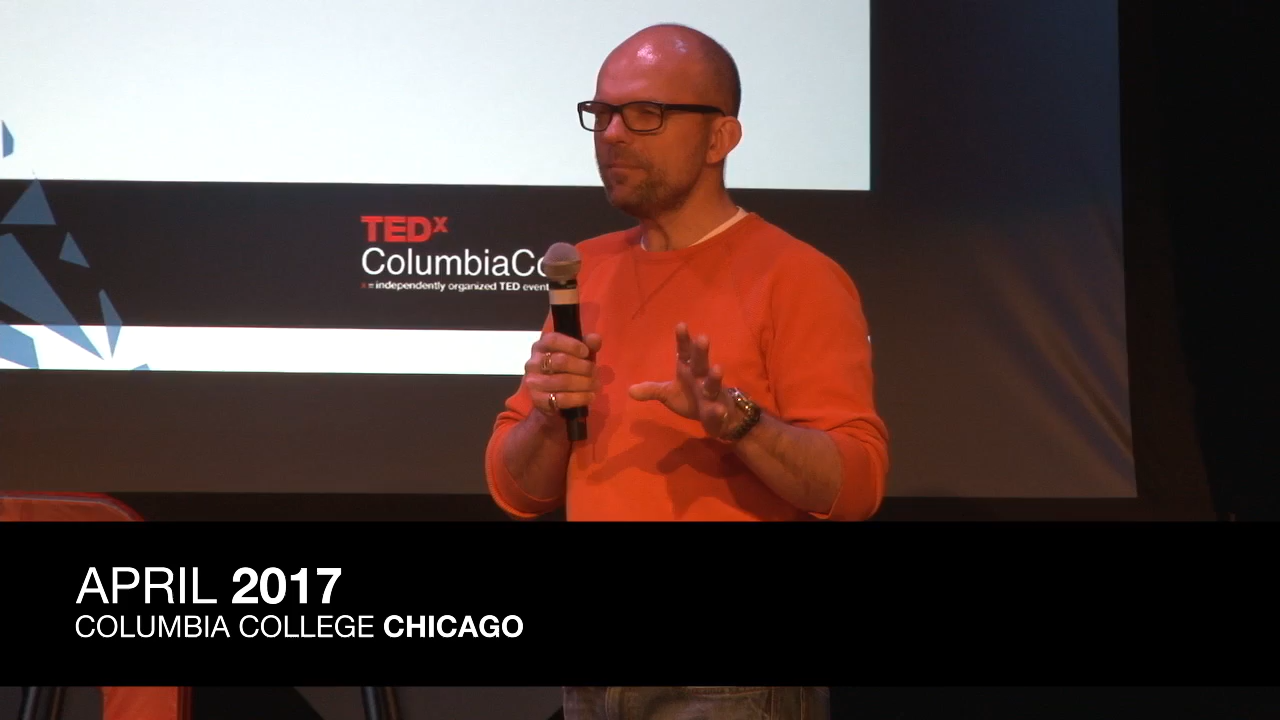 TEDx
ColumbiaCo
x = independently organized TED event
APRIL 2017
COLUMBIA COLLEGE CHICAGO